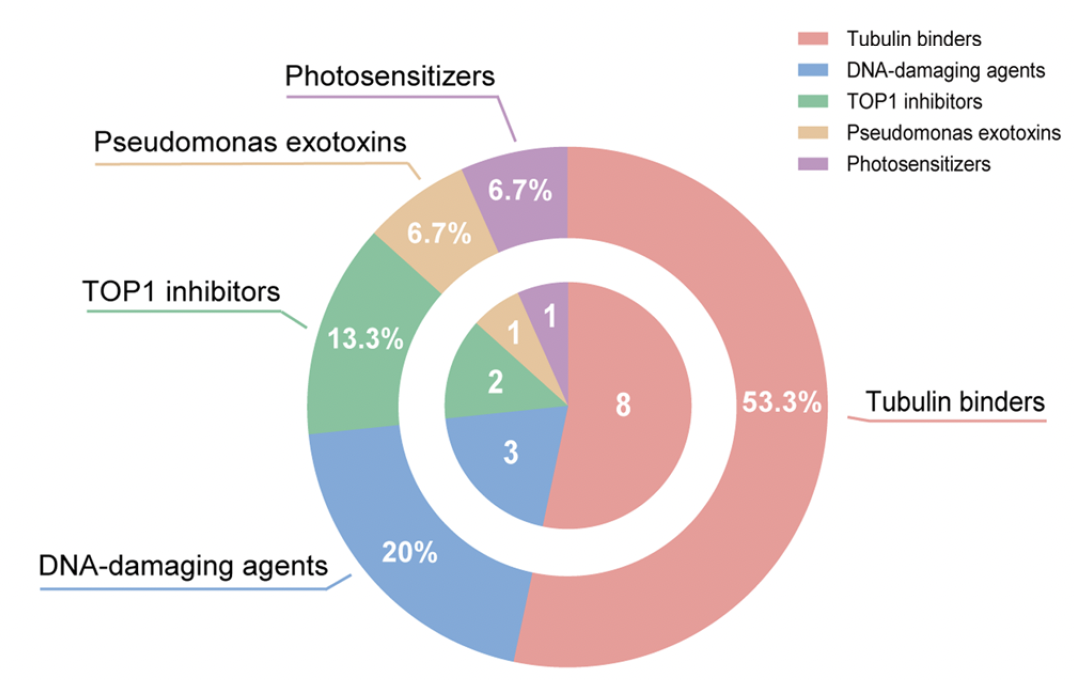 Tubulin binders
DNA-damaging agents
TOP1 inhibitors
Pseudomonas exotoxins
Photosensitizers
Photosensitizers
Pseudomonas exotoxins
TOP1 inhibitors
DNA-damaging agents
Tubulin binders
6.7%
6.7%
13.3%
20%
53.3%
1
1
2
3
8